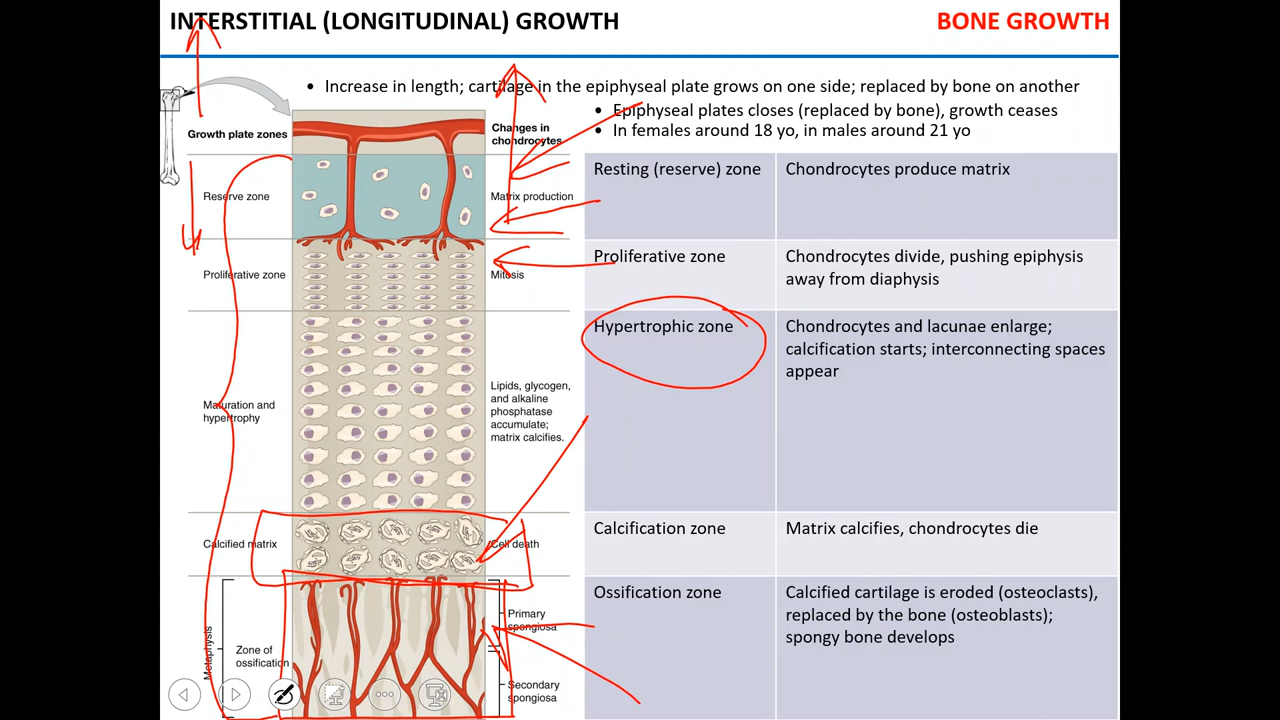 INTERSTITIAL (LONGITUDINAL) GROWTH
BONE GROWTH
• Increase in length; cartilage in the epiphyseal plate grows on one side; replaced by bone on another
• Epiphyseal plates closes (replaced by bone), growth ceases
• In females around 18 yo, in males around 21 yo
Growth plate zones
Changes in
chondrocytes
Reserve zone
Matrix production
Resting (reserve) zone
Chondrocytes produce matrix
Proliferative zone
Mitosis
Proliferative zone
Chondrocytes divide, pushing epiphysis
away from diaphysis
Maturation and
hypertrophy
Lipids, glycogen,
and alkaline
phosphatase
accumulate;
matrix calcifies.
Hypertrophic zone
Chondrocytes and lacunae enlarge;
calcification starts; interconnecting spaces
appear
Calcified matrix
Cell death
Calcification zone
Matrix calcifies, chondrocytes die
Metaphysis
Zone of
ossification
Primary
spongiosa
Secondary
spongiosa
Ossification zone
Calcified cartilage is eroded (osteoclasts),
replaced by the bone (osteoblasts);
spongy bone develops